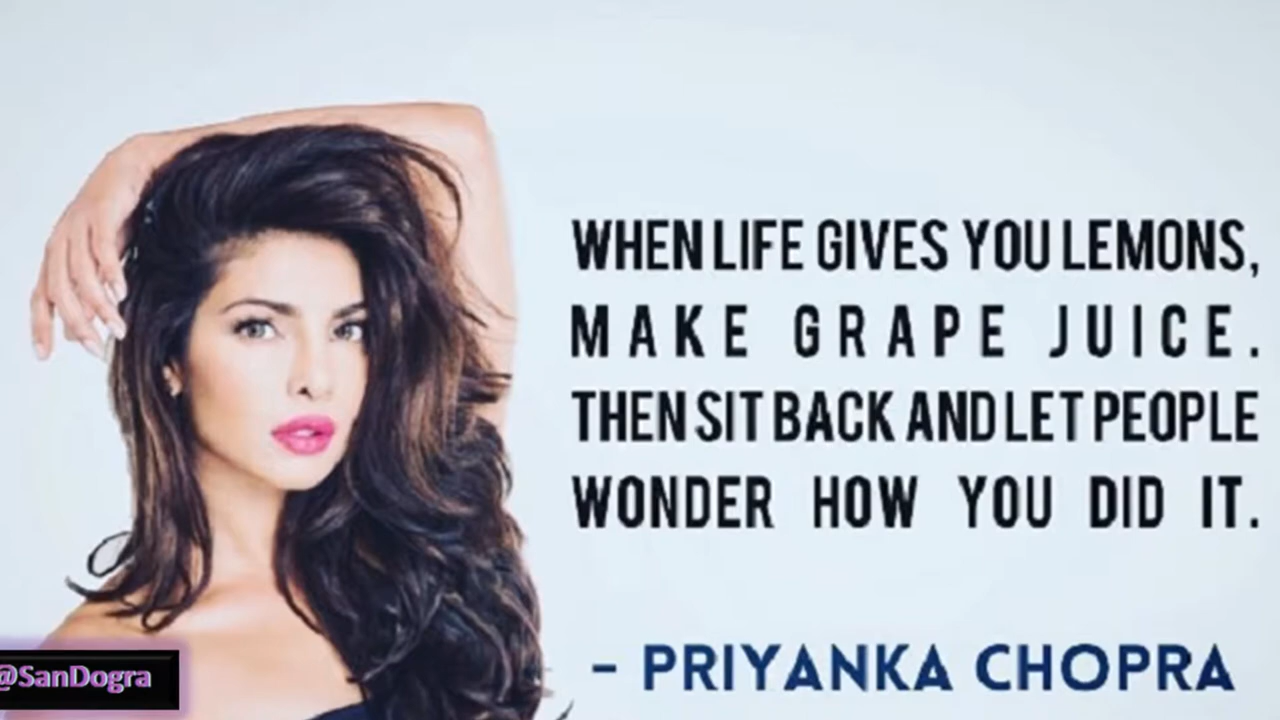 WHEN LIFE GIVES YOU LEMONS,
MAKE GRAPE JUICE.
THEN SIT BACK AND LET PEOPLE
WONDER HOW YOU DID IT.
- PRIYANKA CHOPRA
@SanDogra